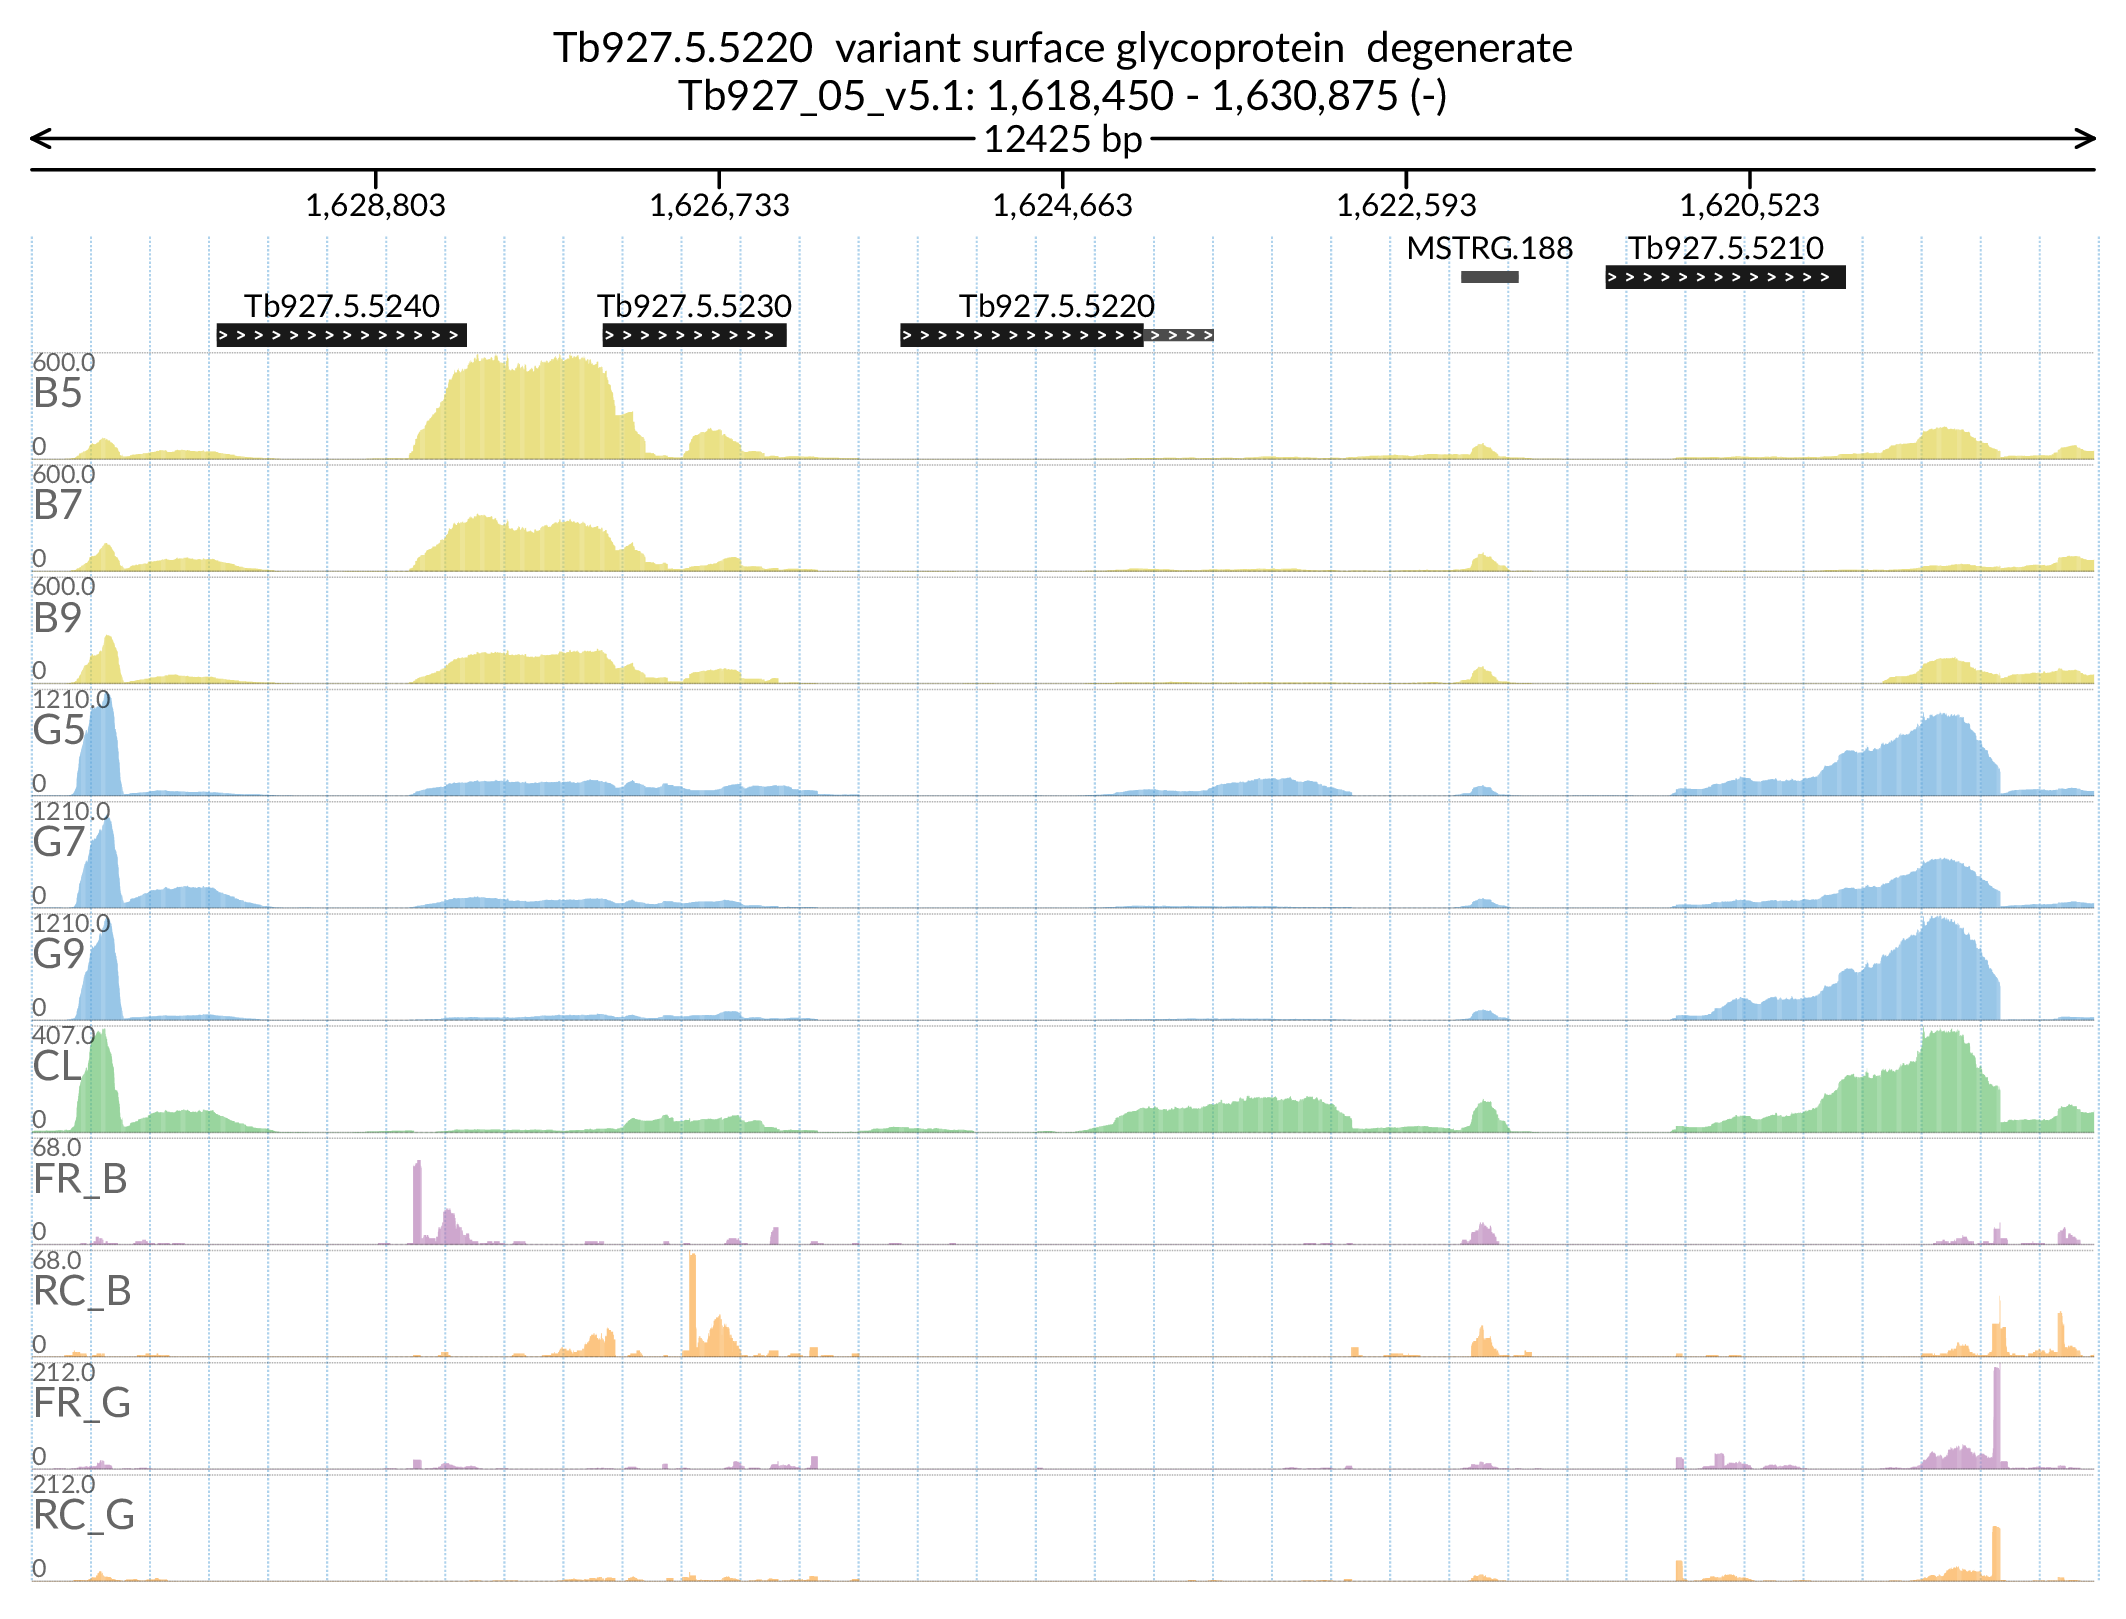 Tb927.5.5220  variant surface glycoprotein  degenerate
Tb927_05_v5.1: 1,618,450 - 1,630,875 (-)
12425 bp
1,628,803 1,626,733 1,624,663 1,622,593 1,620,523
MSTRG.188 Tb927.5.5210
Tb927.5.5240 Tb927.5.5230 Tb927.5.5220
600.0
B5
0
600.0
B7
0
600.0
B9
0
1210.0
G5
0
1210.0
G7
0
1210.0
G9
0
407.0
CL
0
68.0
FR_B
0
68.0
RC_B
0
212.0
FR_G
0
212.0
RC_G
0